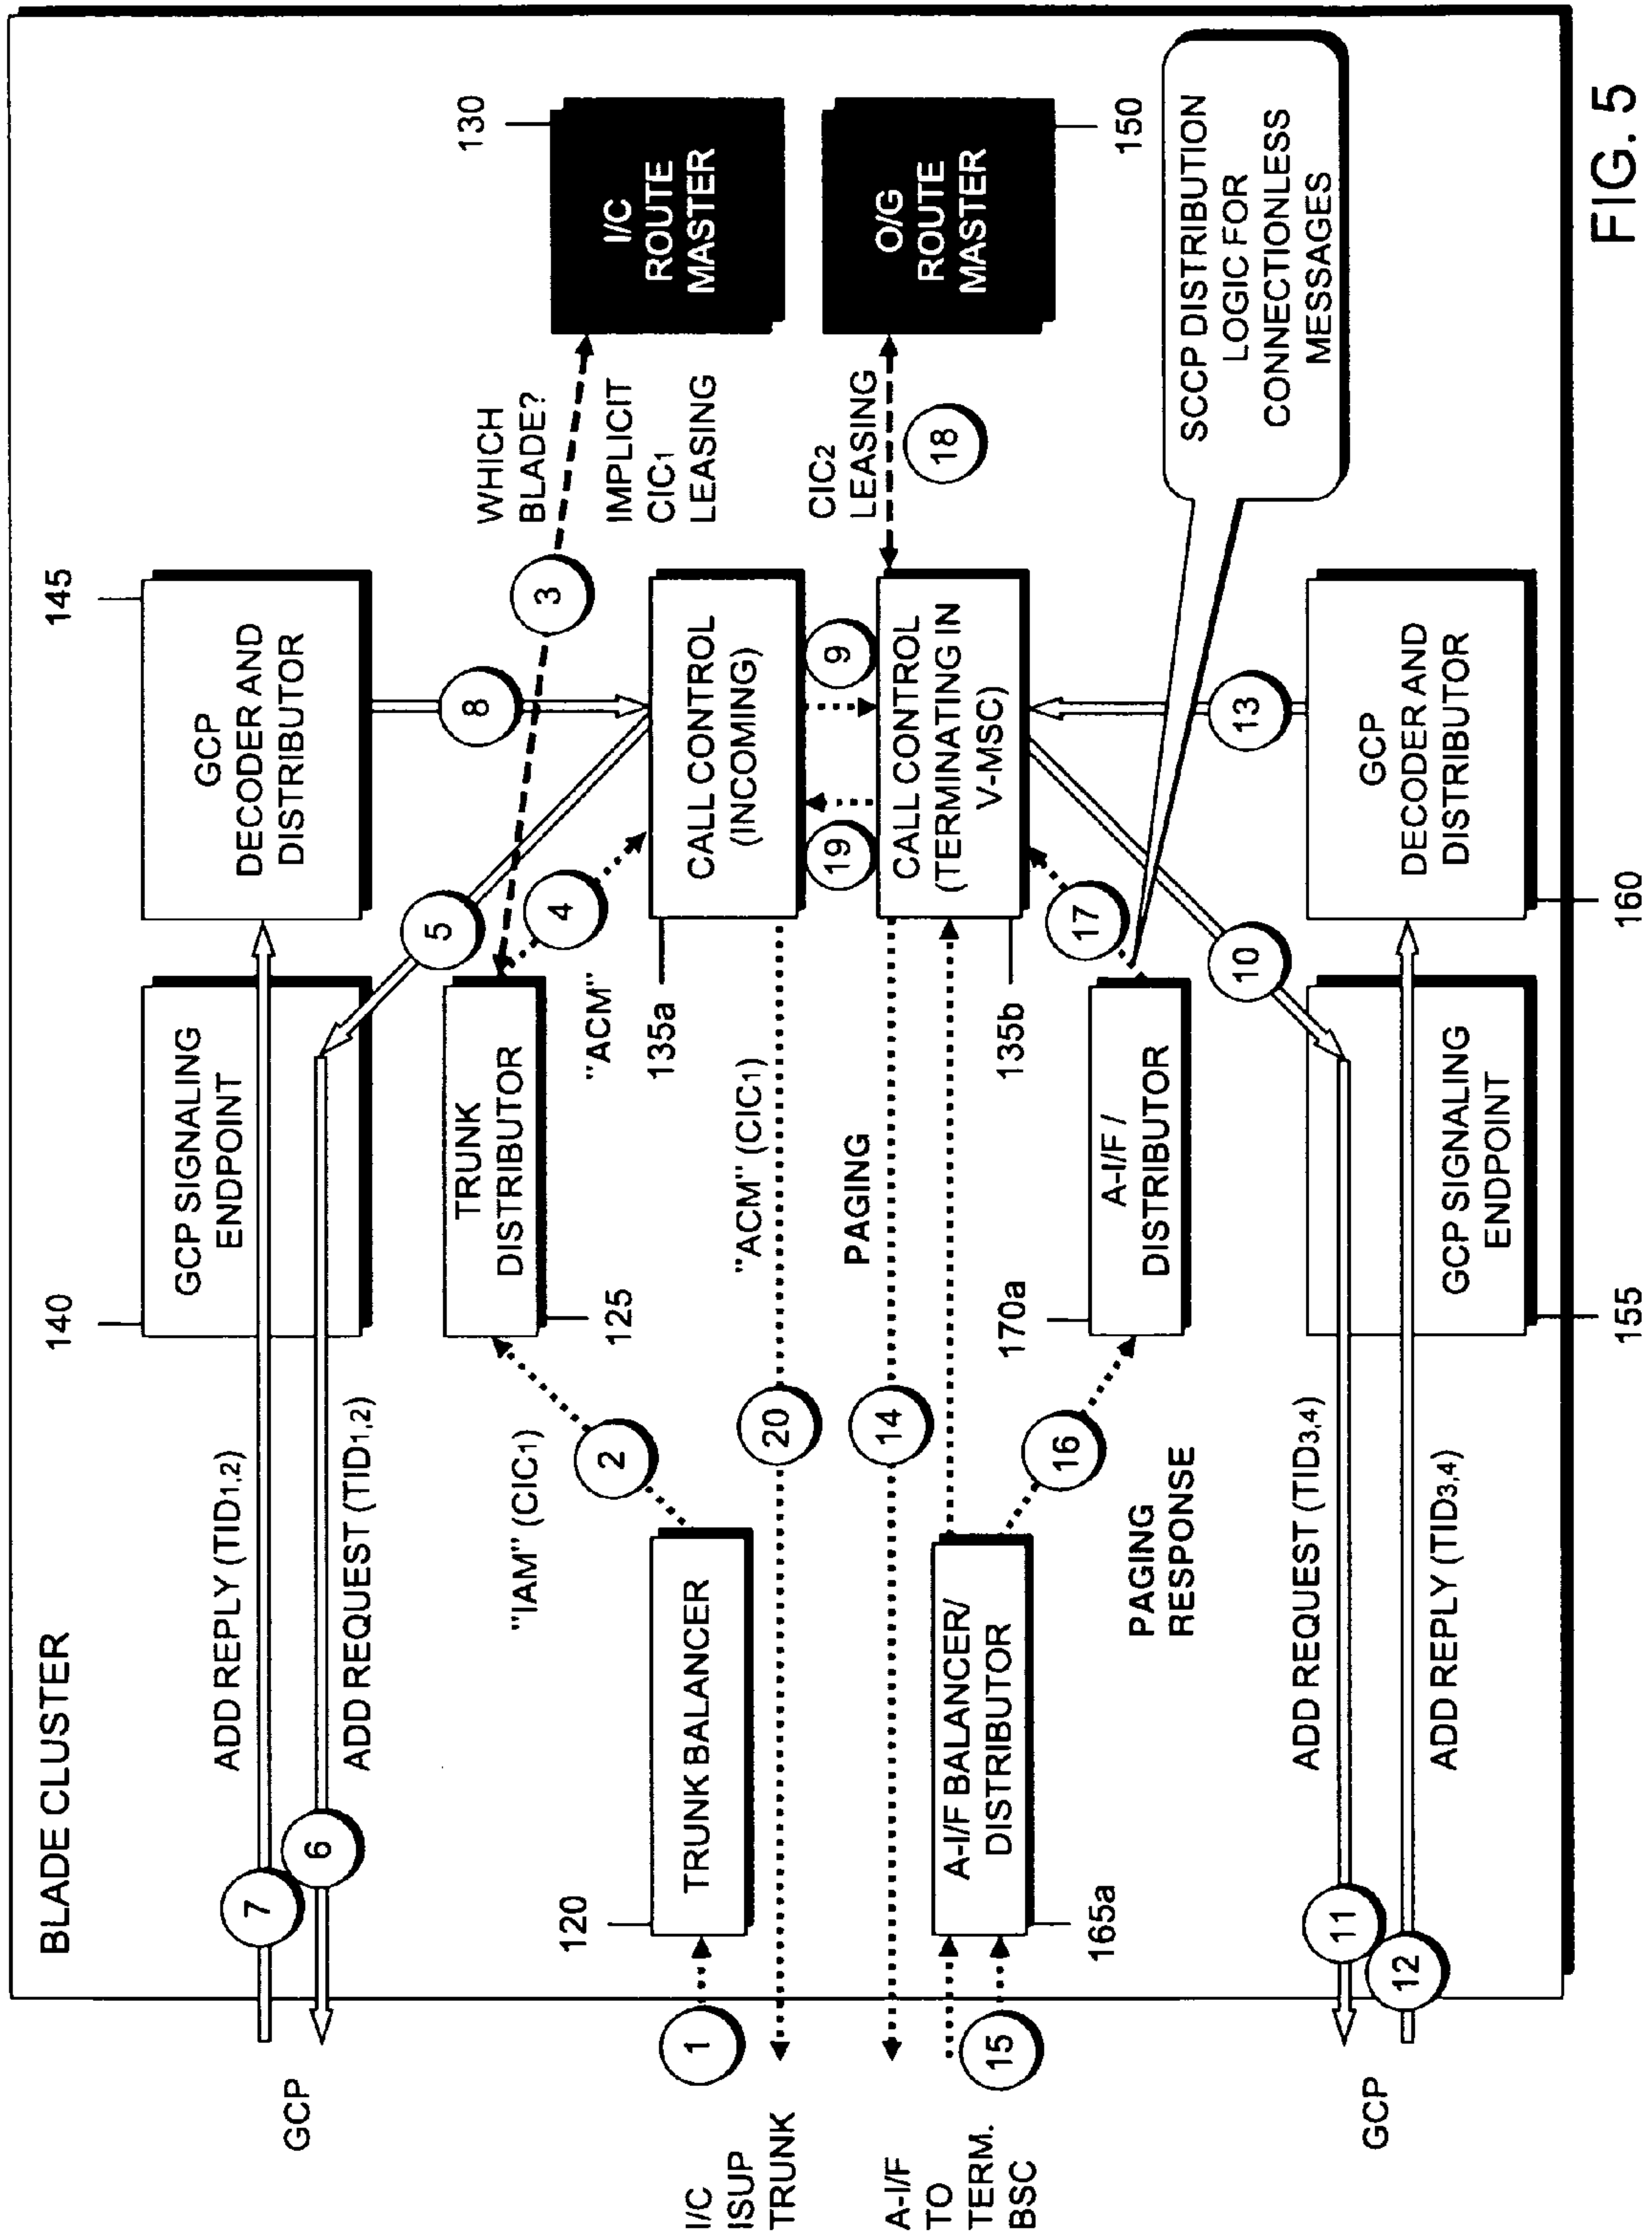 BLADE CLUSTER
GCP
7
ADD REPLY (TID1,2)
6
ADD REQUEST (TID1,2)
140
GCP SIGNALING
ENDPOINT
145
GCP
DECODER AND
DISTRIBUTOR
5
8
"IAM" (CIC1)
2
TRUNK
DISTRIBUTOR
125
4
"ACM"
3
WHICH
BLADE?
IMPLICIT
CIC1
LEASING
130
I/C
ROUTE
MASTER
I/C
ISUP
TRUNK
1
120
TRUNK BALANCER
20
"ACM" (CIC1)
135a
CALL CONTROL
(INCOMING)
19
9
14
PAGING
CALL CONTROL
(TERMINATING IN
V-MSC)
135b
CIC2
LEASING
18
O/G
ROUTE
MASTER
150
A-I/F
TO
TERM.
BSC
15
165a
A-I/F BALANCER/
DISTRIBUTOR
16
PAGING
RESPONSE
170a
A-I/F /
DISTRIBUTOR
17
SCCP DISTRIBUTION
LOGIC FOR
CONNECTIONLESS
MESSAGES
10
13
GCP
11
ADD REQUEST (TID3,4)
12
ADD REPLY (TID3,4)
GCP SIGNALING
ENDPOINT
155
GCP
DECODER AND
DISTRIBUTOR
160
FIG. 5